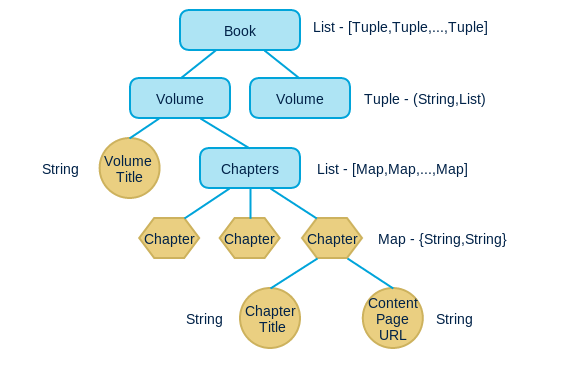 Book
List - [Tuple,Tuple,...,Tuple]
Volume
Volume
Tuple - (String,List)
String
Volume
Title
Chapters
List - [Map,Map,...,Map]
Chapter
Chapter
Chapter
Map - {String,String}
String
Chapter
Title
Content
Page
URL
String